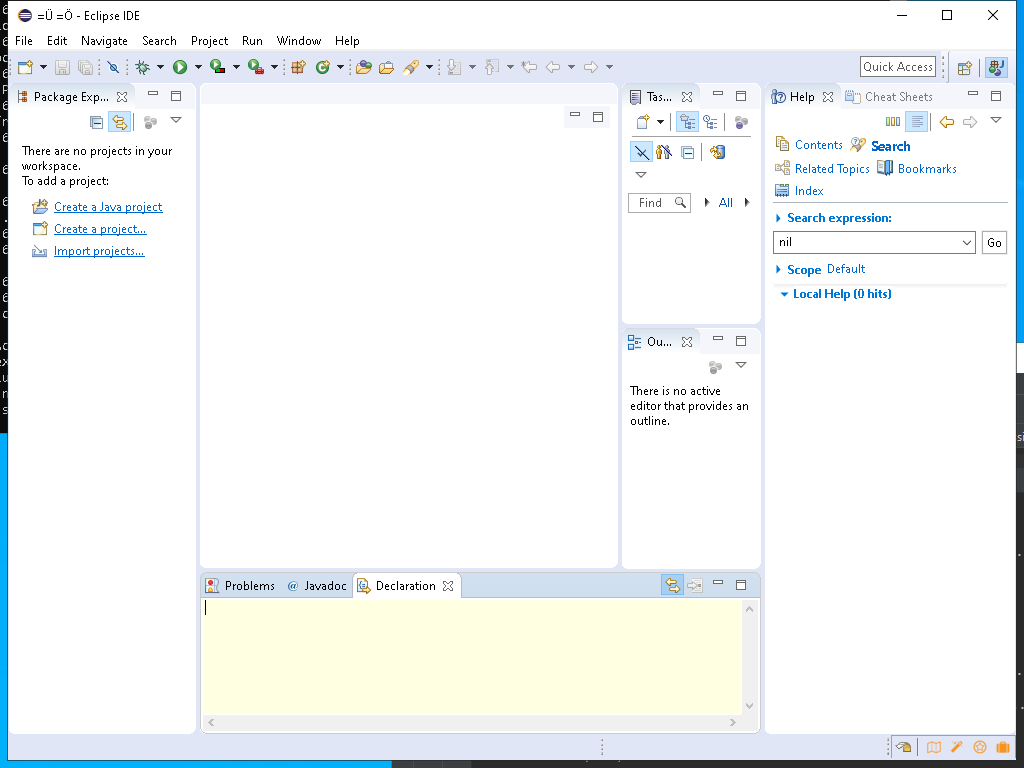 =Ü =Ö - Eclipse IDE
File Edit Navigate Search Project Run Window Help
Quick Access
Package Exp...
There are no projects in your
workspace.
To add a project:
Create a Java project
Create a project...
Import projects...
Tas...
Find
All
Ou...
There is no active
editor that provides an
outline.
Help
Cheat Sheets
Contents Search
Related Topics Bookmarks
Index
Search expression:
nil
Go
Scope Default
Local Help (0 hits)
Problems @ Javadoc Declaration